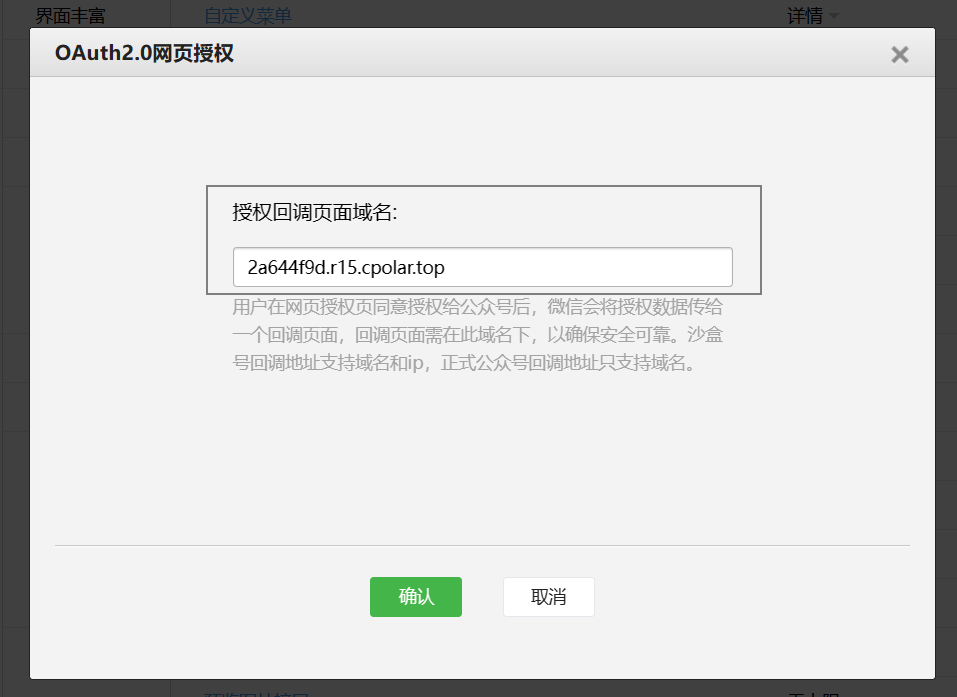 界面丰富 自定义菜单 详情
OAuth2.0网页授权
授权回调页面域名:
2a644f9d.r15.cpolar.top
用户在网页授权页同意授权给公众号后，微信会将授权数据传给
一个回调页面，回调页面需在此域名下，以确保安全可靠。沙盒
号回调地址支持域名和ip，正式公众号回调地址只支持域名。
确认 取消